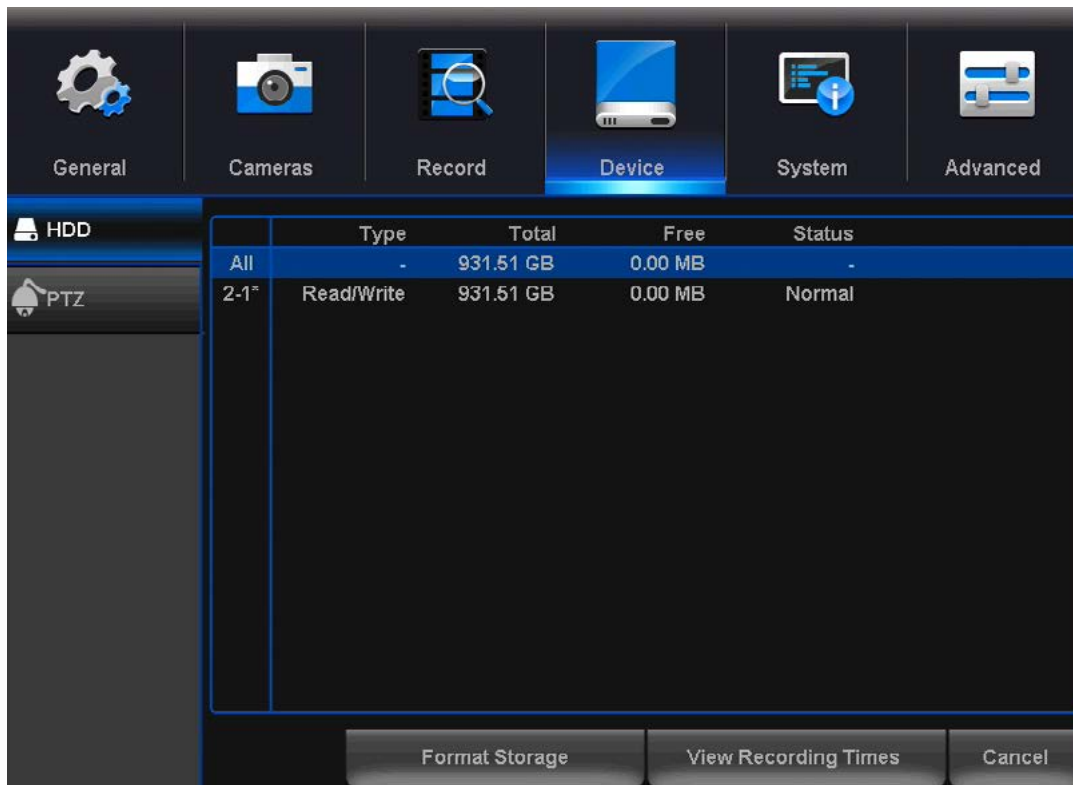 General Cameras Record Device System Advanced
HDD
PTZ
Type Total Free Status
All - 931.51 GB 0.00 MB -
2-1* Read/Write 931.51 GB 0.00 MB Normal
Format Storage View Recording Times Cancel